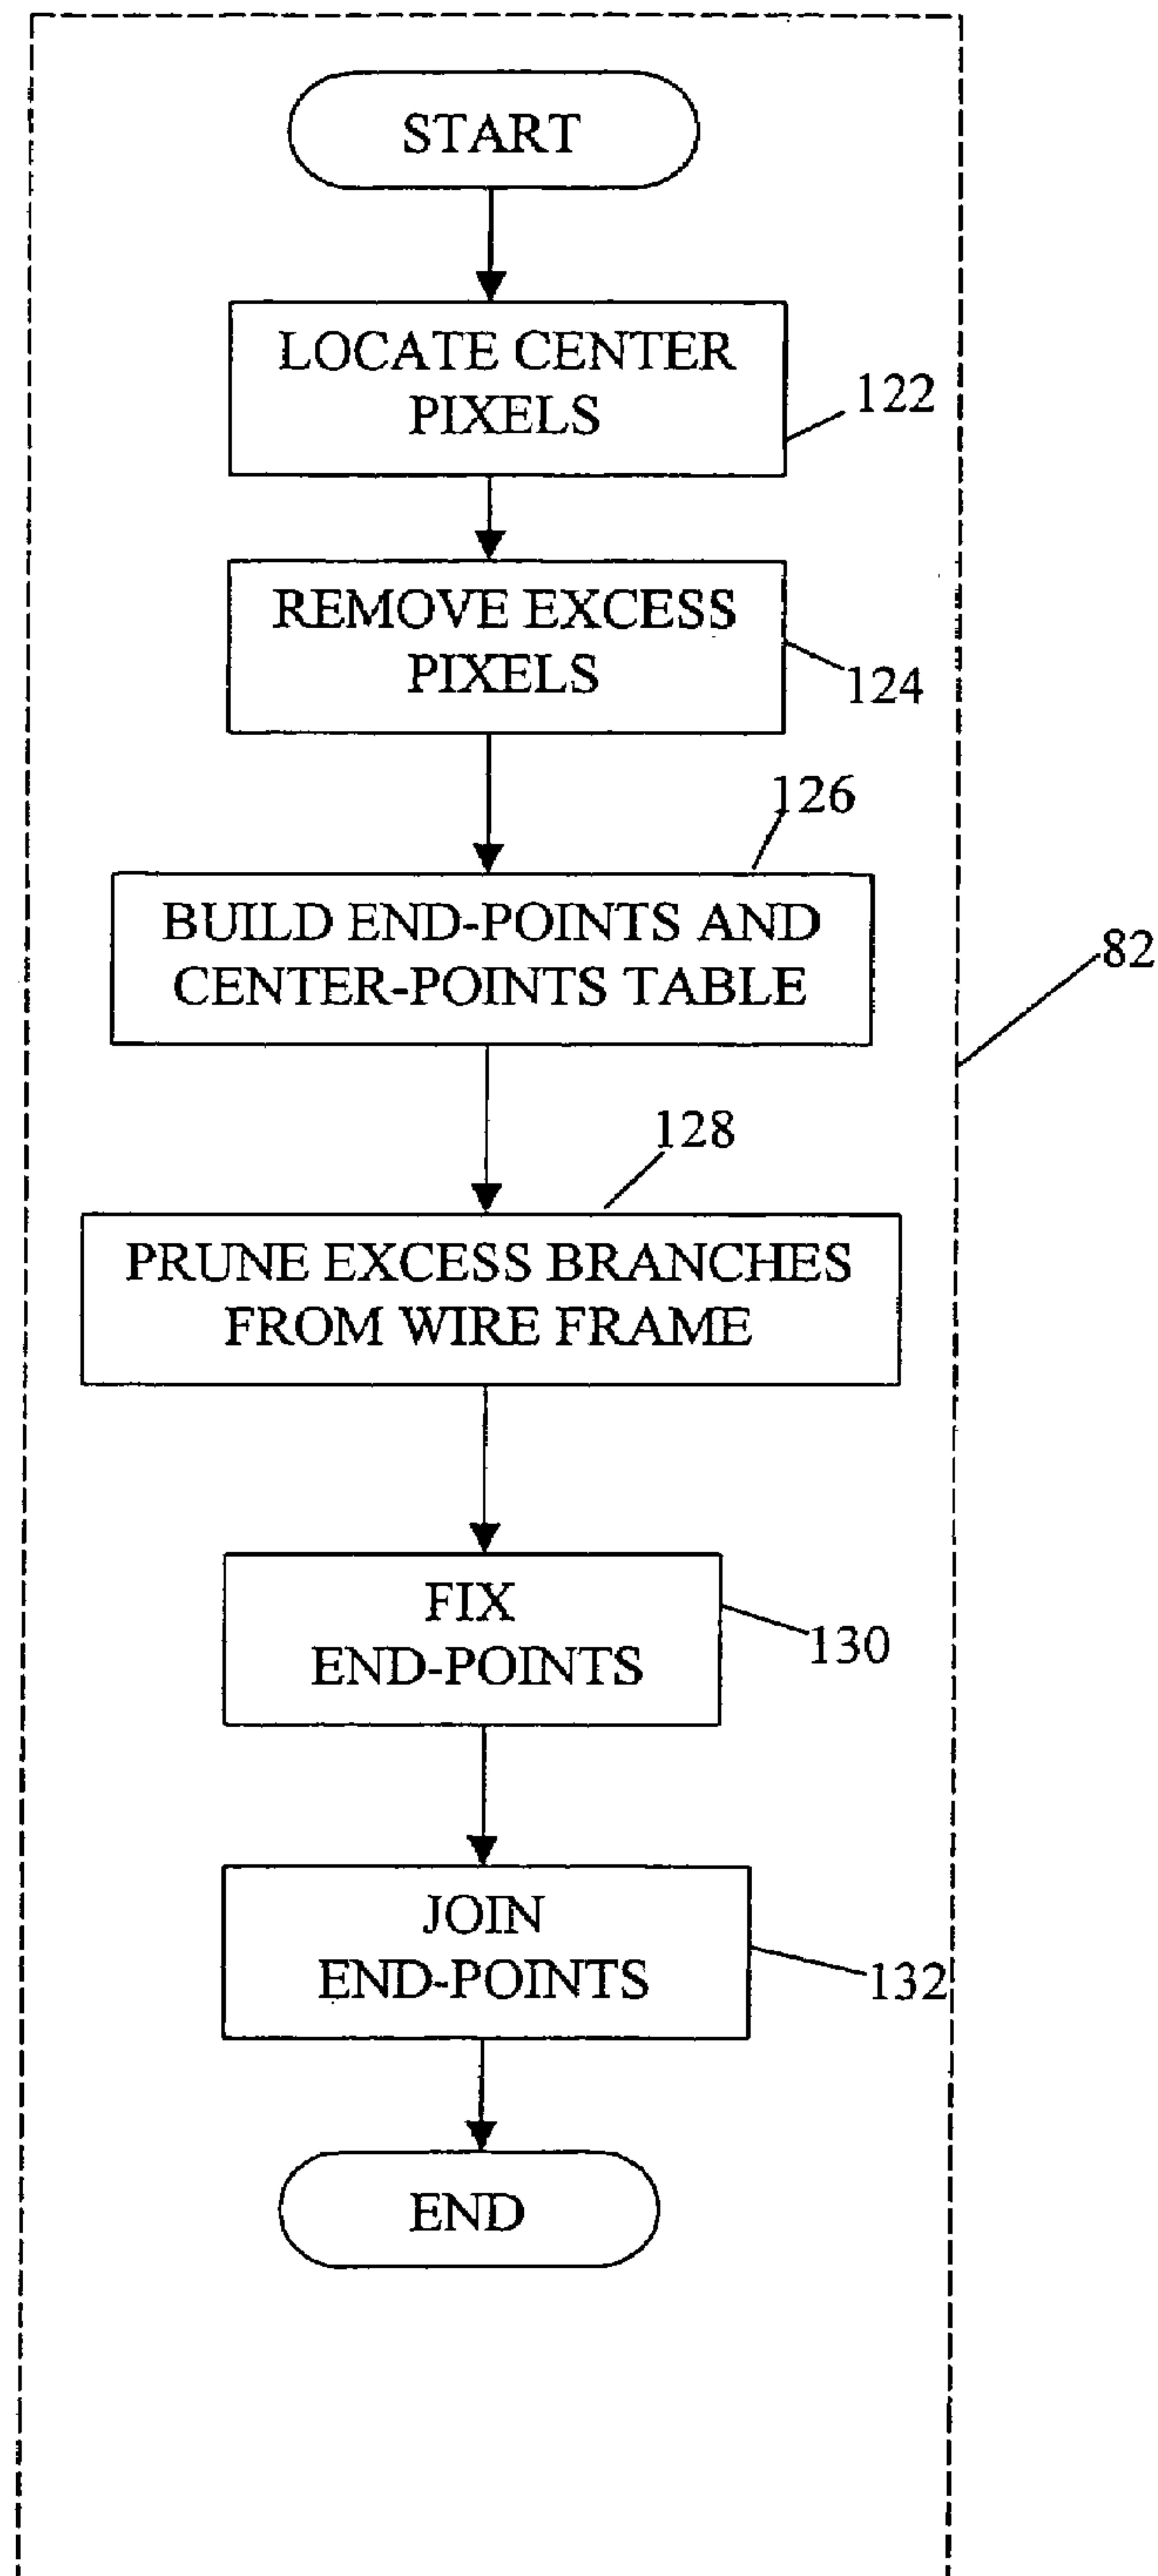 START
LOCATE CENTER
PIXELS
122
REMOVE EXCESS
PIXELS
124
126
BUILD END-POINTS AND
CENTER-POINTS TABLE
82
128
PRUNE EXCESS BRANCHES
FROM WIRE FRAME
FIX
END-POINTS
130
JOIN
END-POINTS
132
END